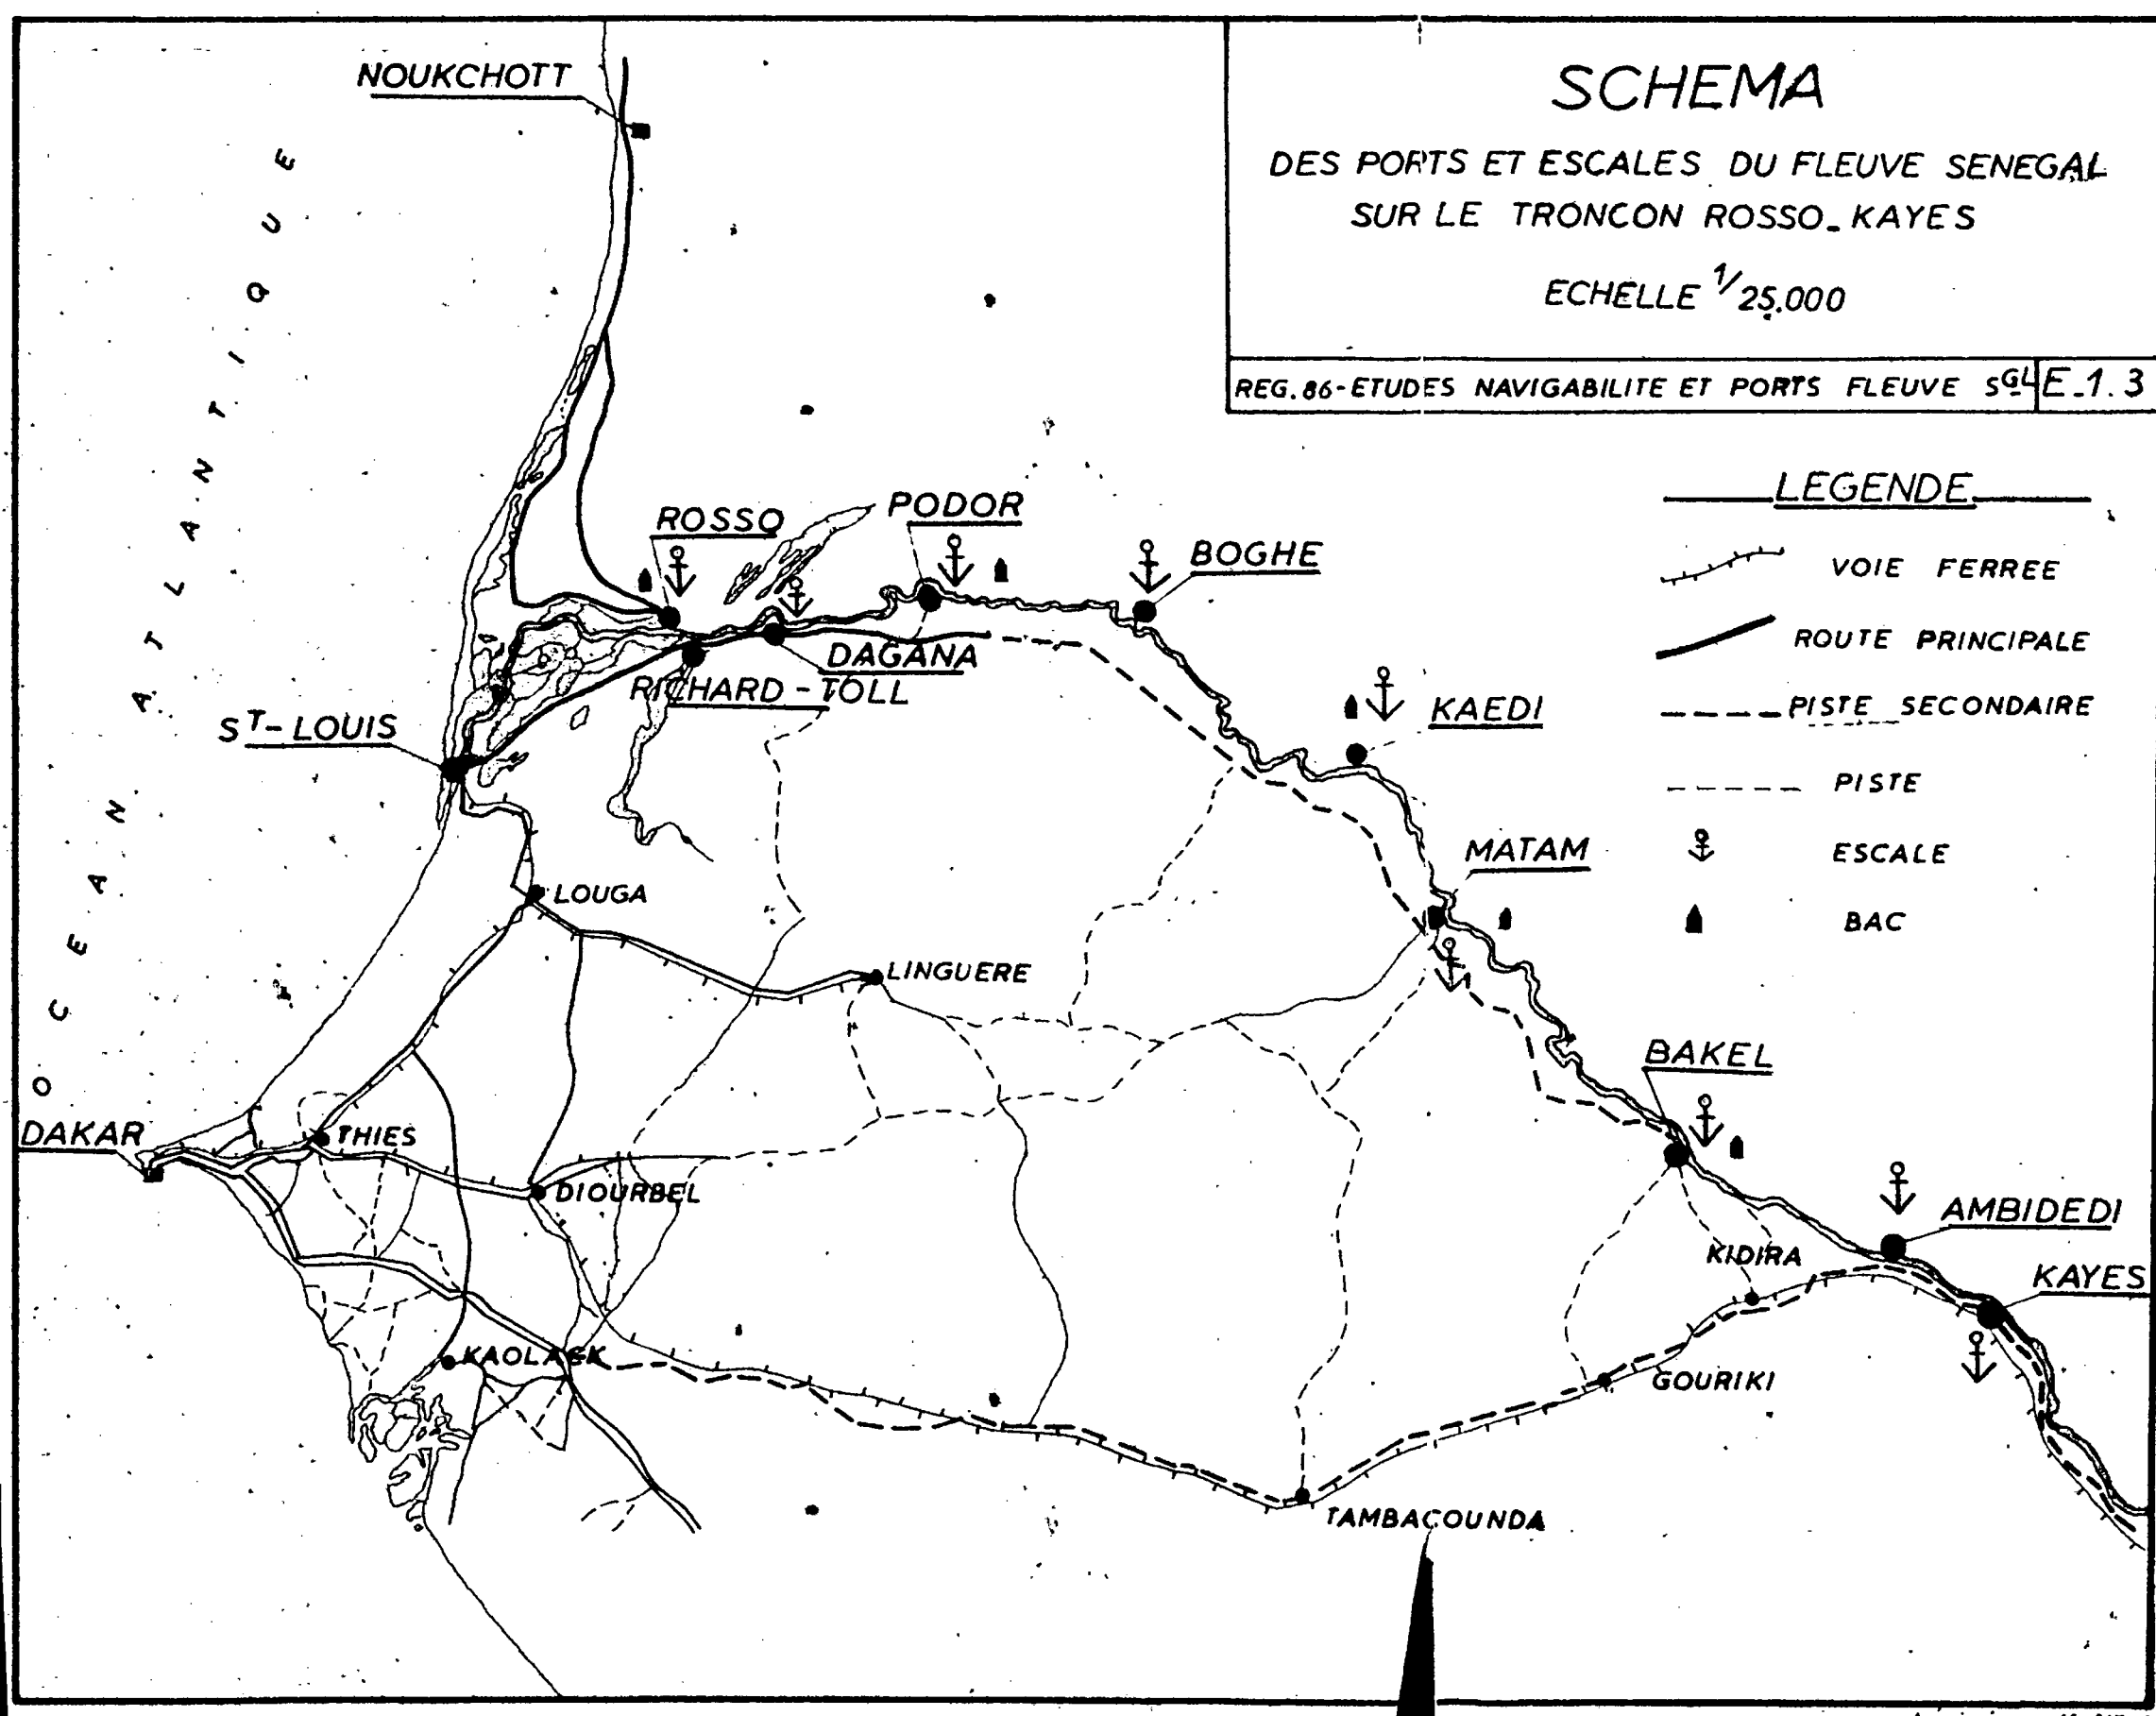 SCHEMA
DES PORTS ET ESCALES DU FLEUVE SENEGAL
SUR LE TRONCON ROSSO_KAYES
ECHELLE 1/25.000
REG.86-ETUDES NAVIGABILITE ET PORTS FLEUVE SGL
E_1.3
LEGENDE
VOIE FERREE
ROUTE PRINCIPALE
PISTE SECONDAIRE
PISTE
ESCALE
BAC
OCEAN ATLANTIQUE
NOUKCHOTT
ROSSO
PODOR
BOGHE
DAGANA
RICHARD-TOLL
ST-LOUIS
KAEDI
MATAM
LOUGA
LINGUERE
BAKEL
DAKAR
THIES
DIOURBEL
AMBIDEDI
KIDIRA
KAYES
KAOLACK
GOURIKI
TAMBACOUNDA